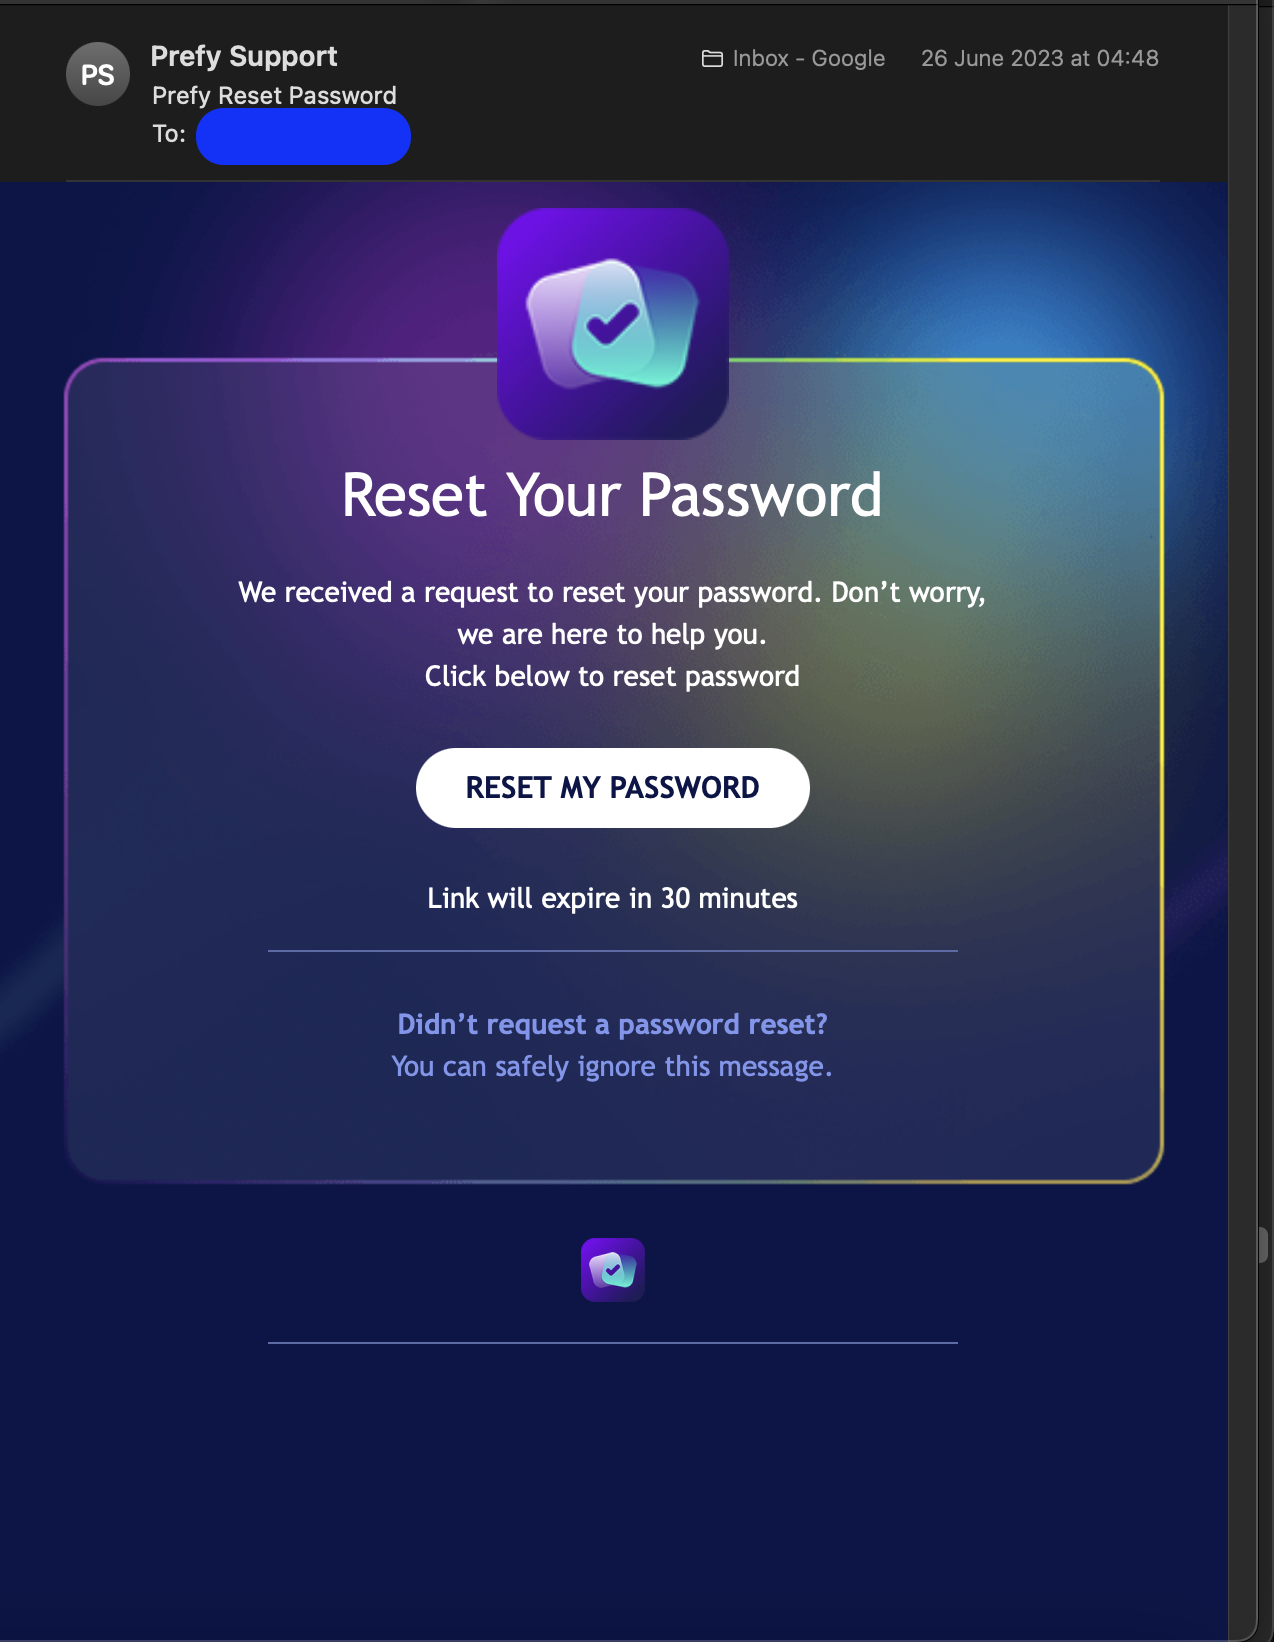 PS
Prefy Support
Inbox - Google
26 June 2023 at 04:48
Prefy Reset Password
To:
Reset Your Password
We received a request to reset your password. Don’t worry,
we are here to help you.
Click below to reset password
RESET MY PASSWORD
Link will expire in 30 minutes
Didn’t request a password reset?
You can safely ignore this message.